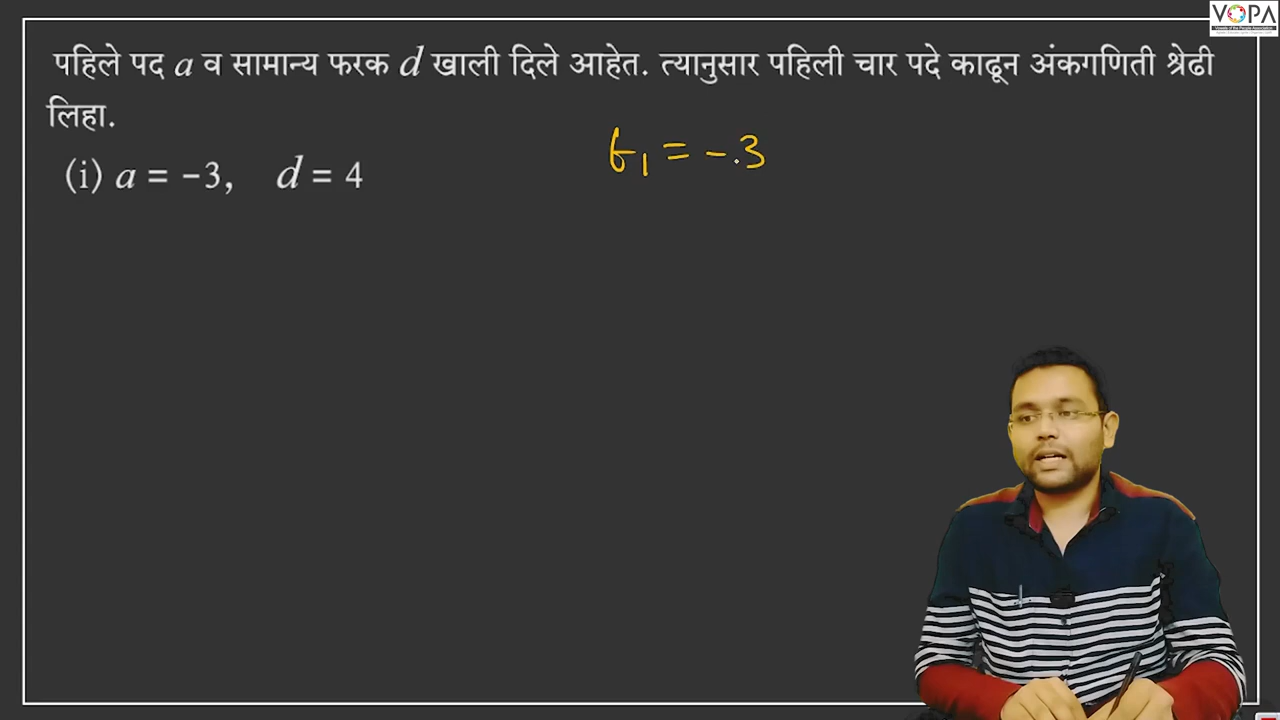 VOPA
पहिले पद a व सामान्य फरक d खाली दिले आहेत. त्यानुसार पहिली चार पदे काढून अंकगणिती श्रेढी
लिहा.
t₁ = -3
(i) a = −3, d = 4